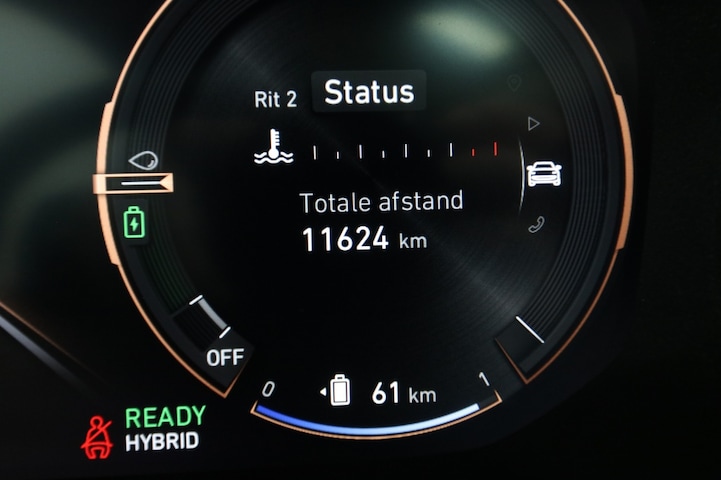 Rit 2 Status
Totale afstand
11624 km
OFF
0 61 km 1
READY
HYBRID